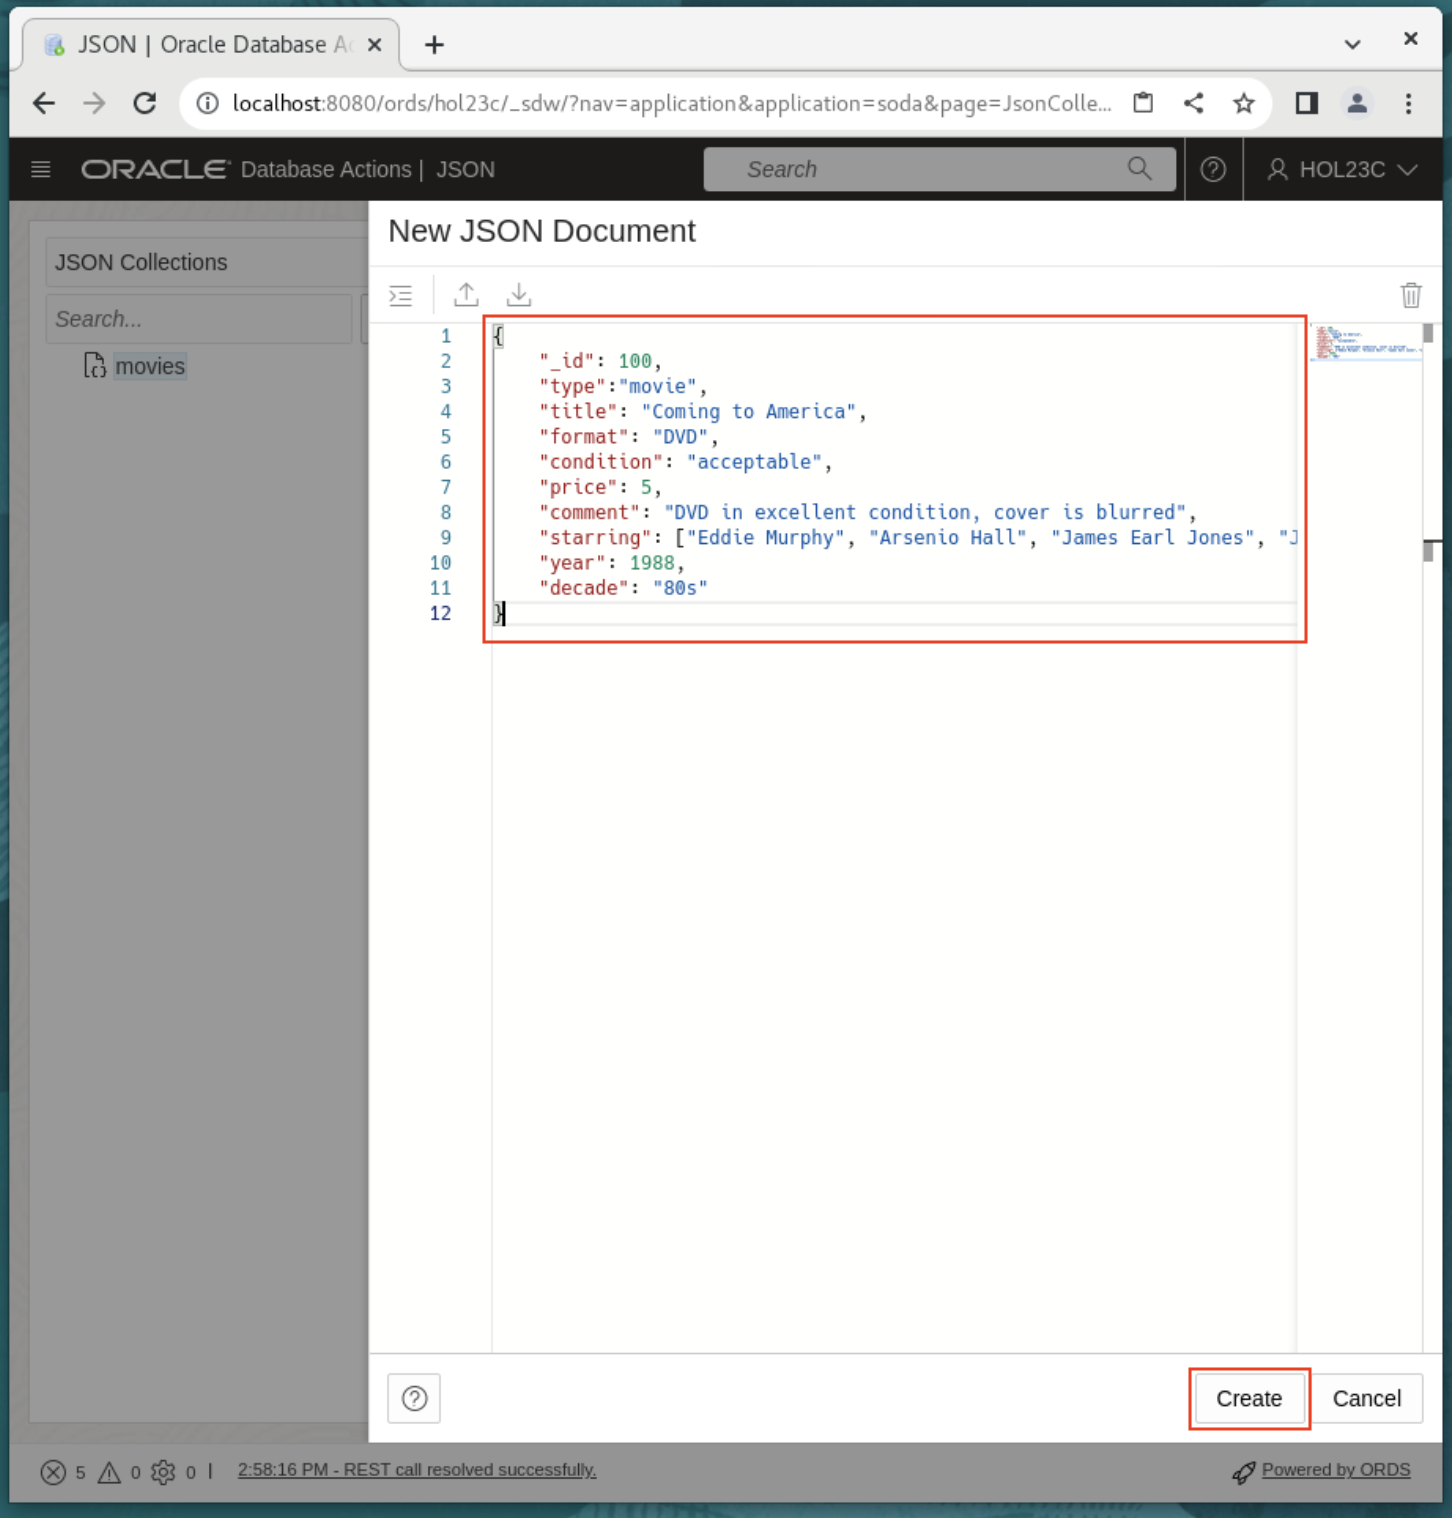 JSON | Oracle Database Ac
localhost:8080/ords/hol23c/_sdw/?nav=application&application=soda&page=JsonColle...
ORACLE Database Actions | JSON
Search
HOL23C
New JSON Document
JSON Collections
Search...
movies
1 {
2 "_id": 100,
3 "type":"movie",
4 "title": "Coming to America",
5 "format": "DVD",
6 "condition": "acceptable",
7 "price": 5,
8 "comment": "DVD in excellent condition, cover is blurred",
9 "starring": ["Eddie Murphy", "Arsenio Hall", "James Earl Jones", "J
10 "year": 1988,
11 "decade": "80s"
12 }
Create
Cancel
5 0 0 | 2:58:16 PM - REST call resolved successfully.
Powered by ORDS